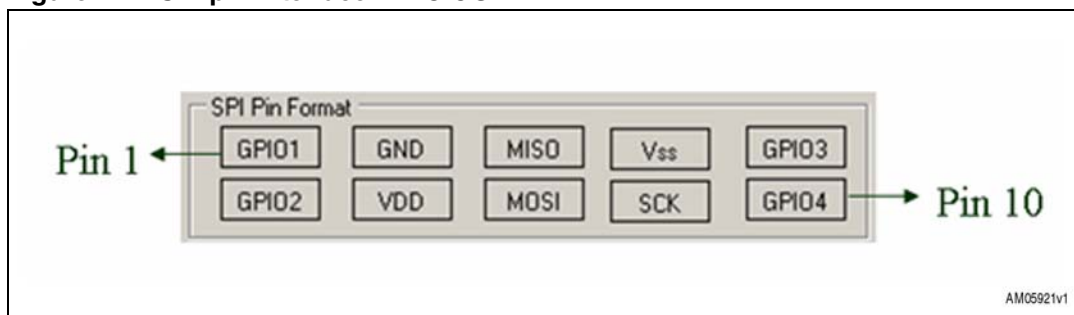 SPI Pin Format
Pin 1 GPIO1 GND MISO Vss GPIO3
GPIO2 VDD MOSI SCK GPIO4 Pin 10
AM05921v1